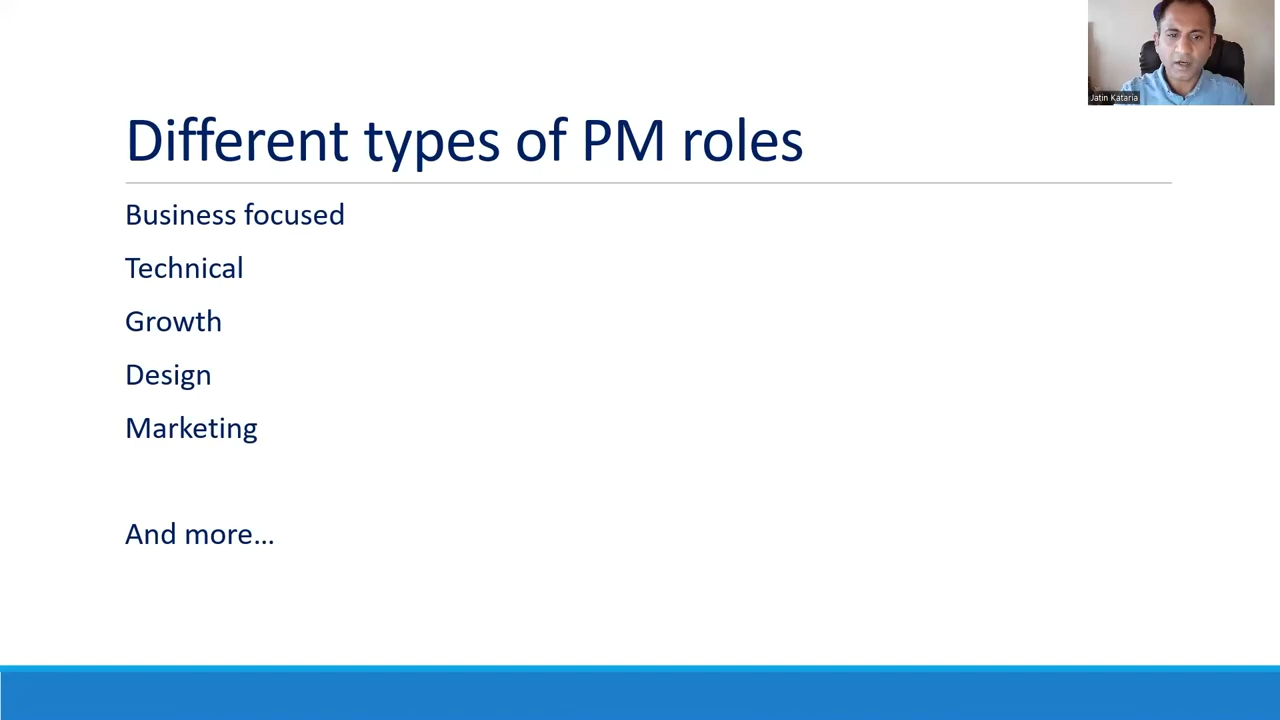 Jatin Kataria
Different types of PM roles
Business focused
Technical
Growth
Design
Marketing
And more...